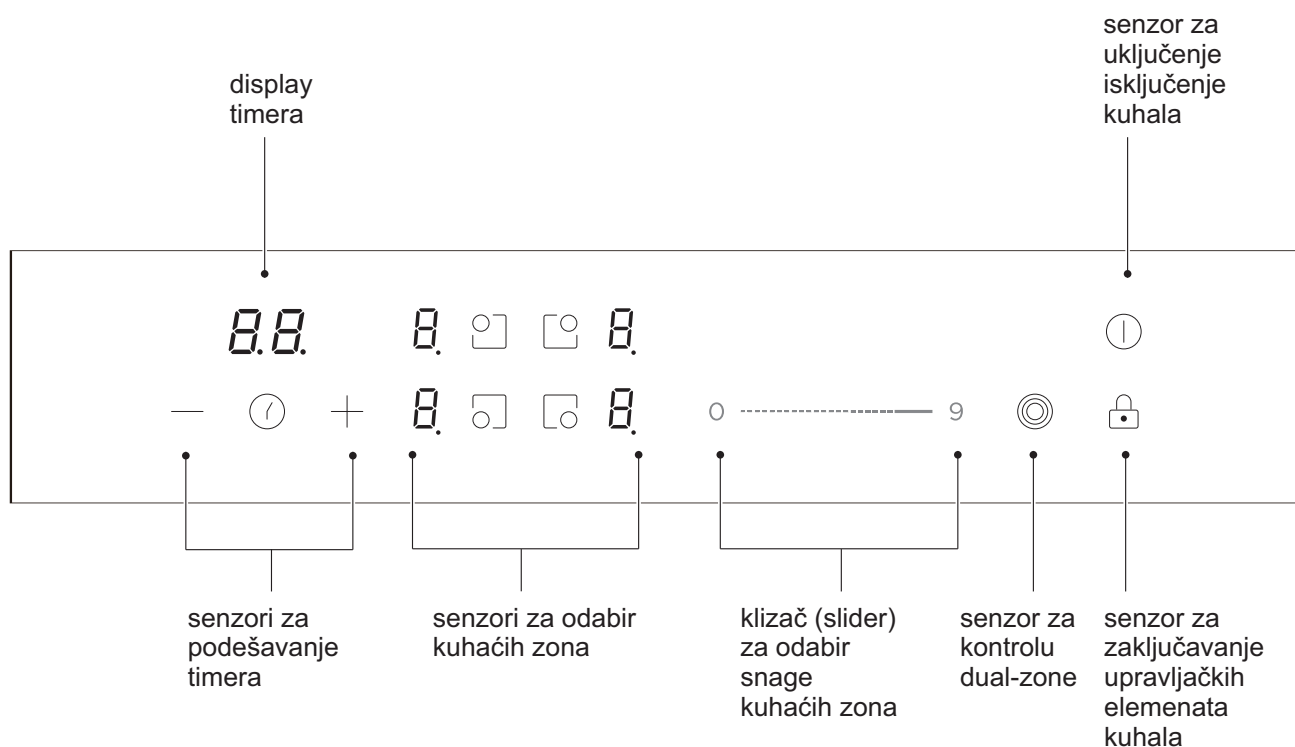 senzor za
uključenje
isključenje
kuhala
display
timera
8.8. 8. 8.
8. 8. 0 9
senzori za
podešavanje
timera
senzori za odabir
kuhaćih zona
klizač (slider)
za odabir
snage
kuhaćih zona
senzor za
kontrolu
dual-zone
senzor za
zaključavanje
upravljačkih
elemenata
kuhala